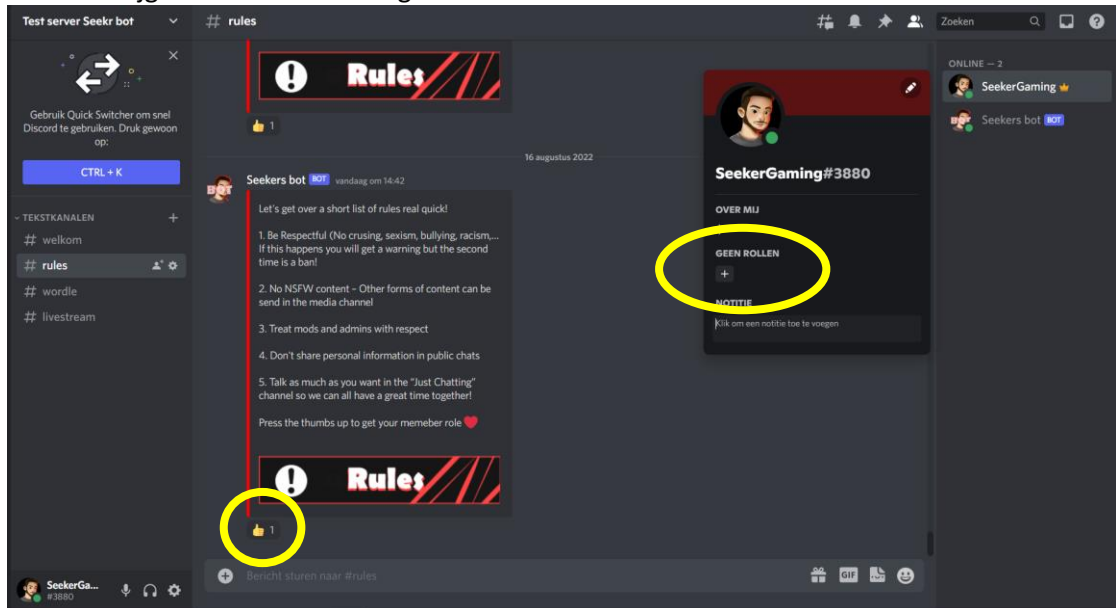 Test server Seekr bot
# rules
Zoeken
Gebruik Quick Switcher om snel
Discord te gebruiken. Druk gewoon
op:
CTRL + K
TEKSTKANALEN
# welkom
# rules
# wordle
# livestream
SeekerGa...
#3880
Rules
1
16 augustus 2022
Seekers bot BOT vandaag om 14:42
Let's get over a short list of rules real quick!
1. Be Respectful (No crusing, sexism, bullying, racism,...
If this happens you will get a warning but the second
time is a ban!
2. No NSFW content – Other forms of content can be
send in the media channel
3. Treat mods and admins with respect
4. Don't share personal information in public chats
5. Talk as much as you want in the "Just Chatting"
channel so we can all have a great time together!
Press the thumbs up to get your memeber role ❤️
Rules
👍 1
Bericht sturen naar #rules
GIF
SeekerGaming#3880
OVER MIJ
GEEN ROLLEN
+
NOTITIE
Klik om een notitie toe te voegen
ONLINE – 2
SeekerGaming
Seekers bot BOT